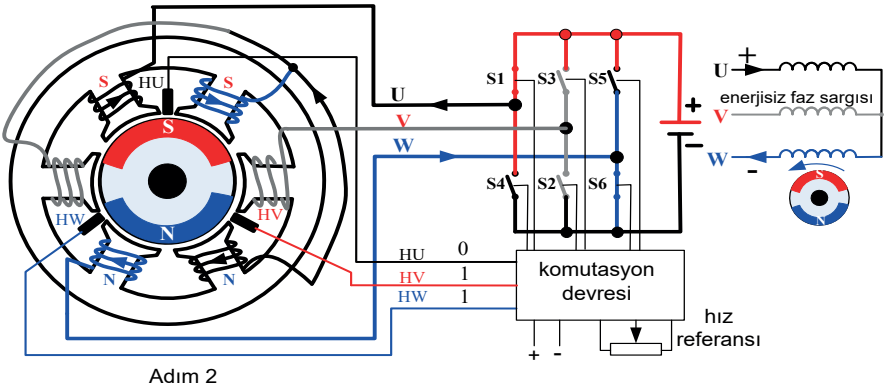 S
HU
S
S
HW
HV
N
N
N
U
V
W
S1
S3
S5
S4
S2
S6
+
-
HU 0
HV 1
HW 1
komutasyon
devresi
+ -
hız
referansı
U +
enerjisiz faz sargısı
V
W -
S
N
Adım 2